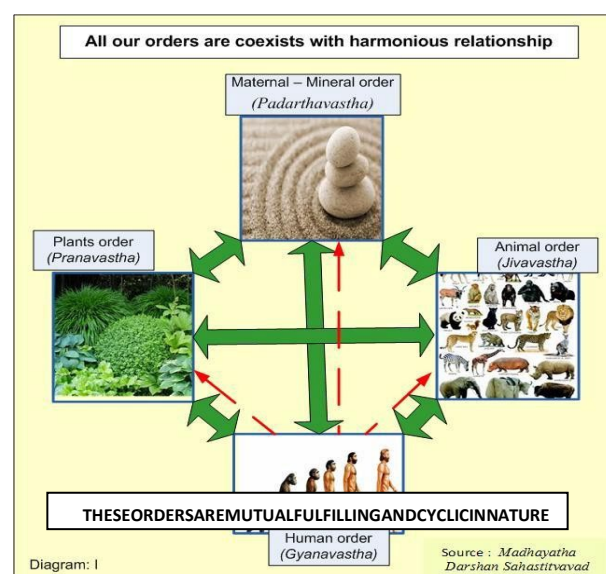 All our orders are coexists with harmonious relationship
Maternal – Mineral order
(Padarthavastha)
Plants order
(Pranavastha)
Animal order
(Jivavastha)
THESEORDERSAREMUTUALFULFILLINGANDCYCLICINNATURE
Human order
(Gyanavastha)
Diagram: I
Source : Madhayatha
Darshan Sahastitvavad